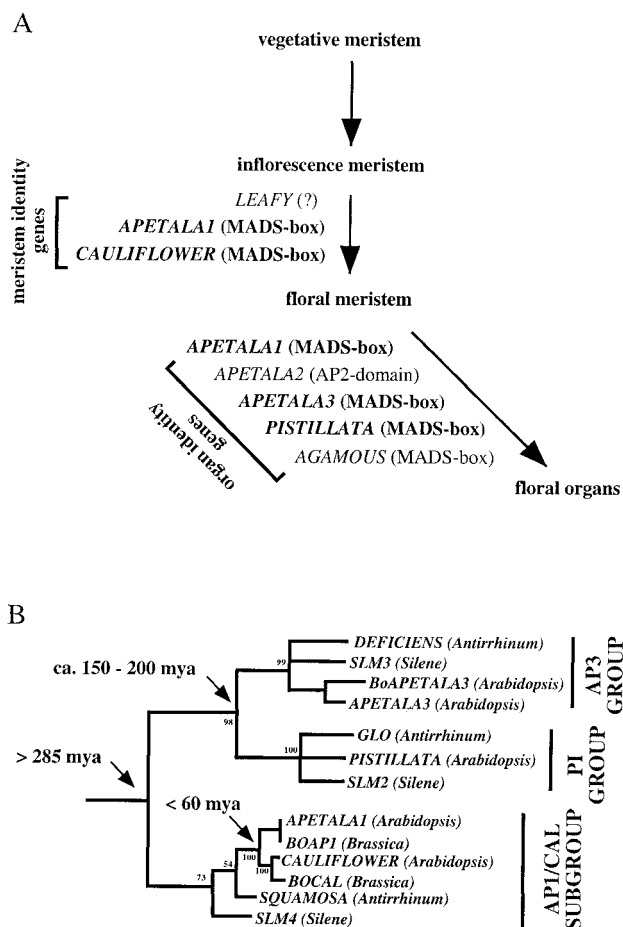 A
vegetative meristem
inflorescence meristem
meristem identity
genes
LEAFY (?)
APETALA1 (MADS-box)
CAULIFLOWER (MADS-box)
floral meristem
APETALA1 (MADS-box)
APETALA2 (AP2-domain)
APETALA3 (MADS-box)
PISTILLATA (MADS-box)
AGAMOUS (MADS-box)
organ identity
genes
floral organs
B
ca. 150 - 200 mya
> 285 mya
< 60 mya
99
98
100
100
100
54
73
DEFICIENS (Antirrhinum)
SLM3 (Silene)
BoAPETALA3 (Arabidopsis)
APETALA3 (Arabidopsis)
AP3
GROUP
GLO (Antirrhinum)
PISTILLATA (Arabidopsis)
SLM2 (Silene)
PI
GROUP
APETALA1 (Arabidopsis)
BOAP1 (Brassica)
CAULIFLOWER (Arabidopsis)
BOCAL (Brassica)
SQUAMOSA (Antirrhinum)
SLM4 (Silene)
AP1/CAL
SUBGROUP